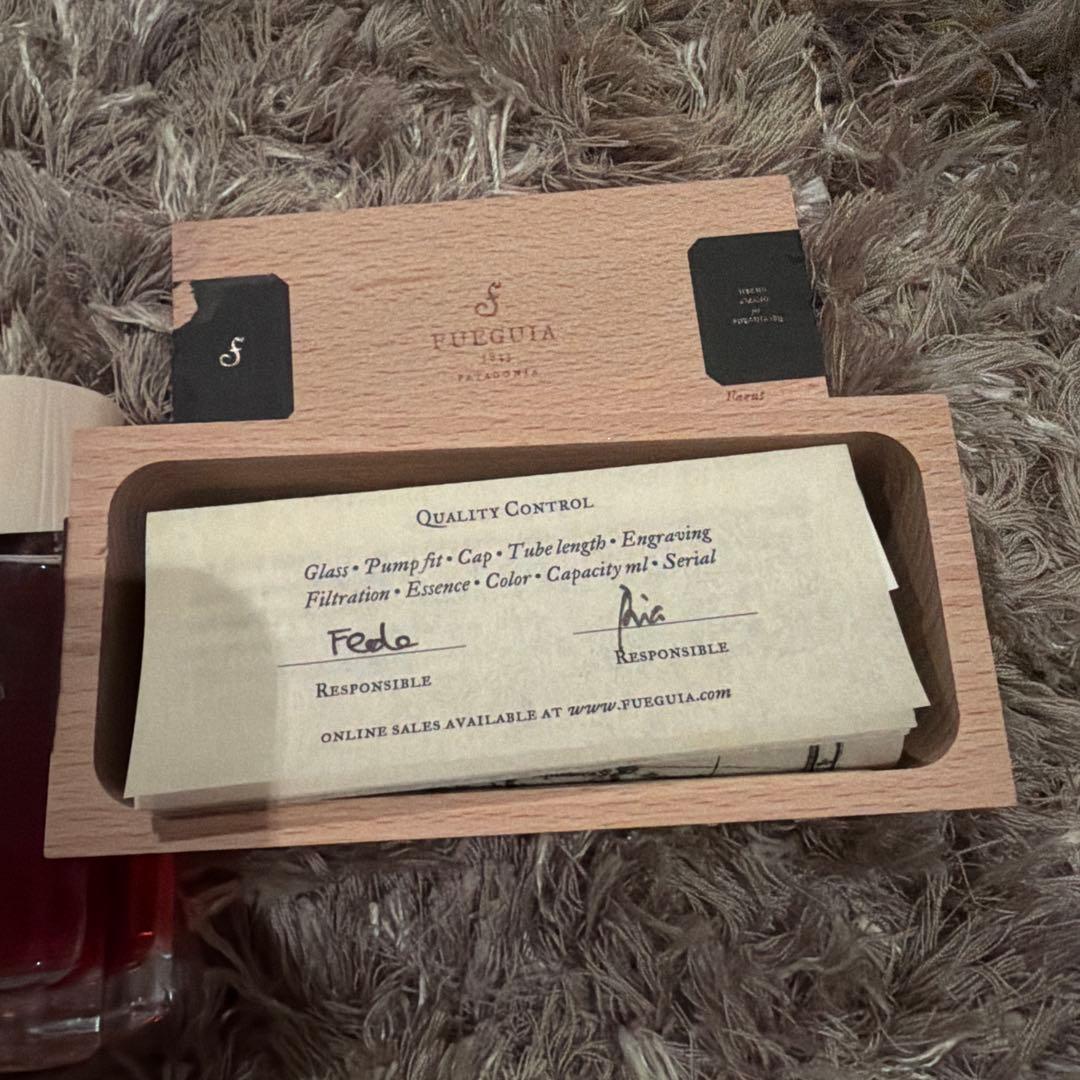 f
FUEGUIA
1833
PATAGONIA
f
QUALITY CONTROL
Glass • Pump fit • Cap • Tube length • Engraving
Filtration • Essence • Color • Capacity ml • Serial
Fede
RESPONSIBLE
RESPONSIBLE
ONLINE SALES AVAILABLE AT www.FUEGUIA.com